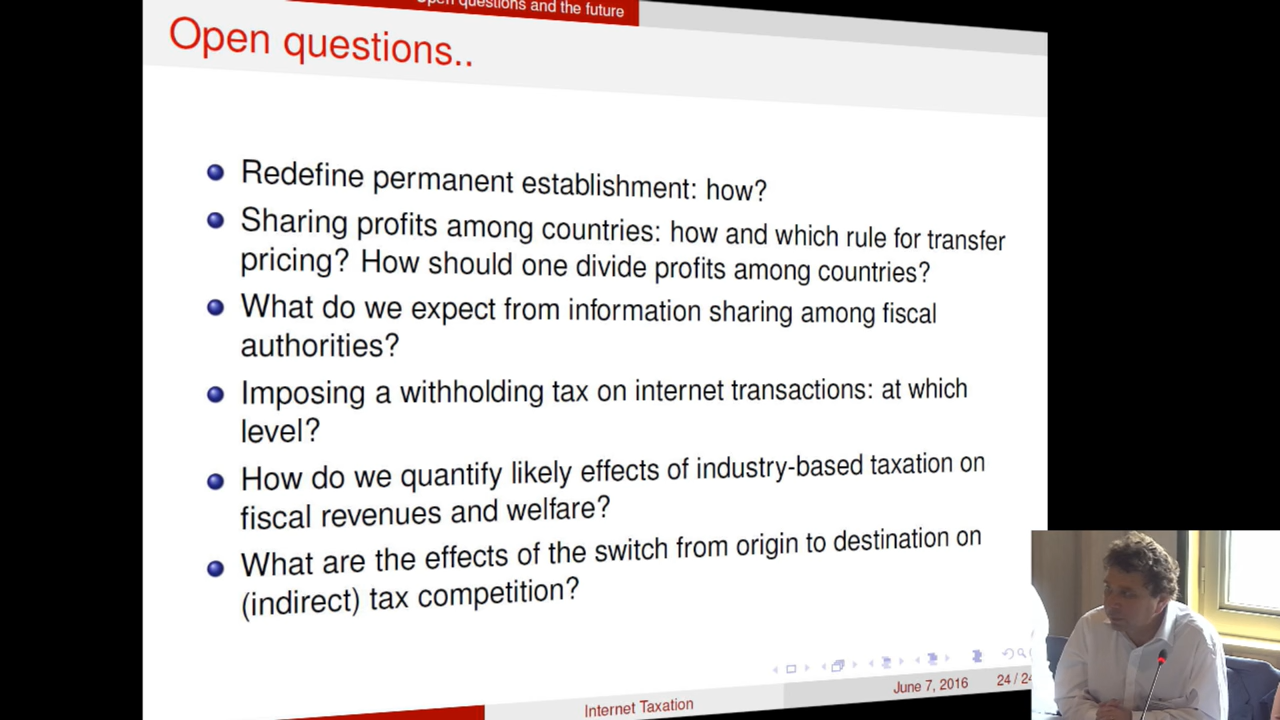 Open questions and the future
Open questions..
Redefine permanent establishment: how?
Sharing profits among countries: how and which rule for transfer
pricing? How should one divide profits among countries?
What do we expect from information sharing among fiscal
authorities?
Imposing a withholding tax on internet transactions: at which
level?
How do we quantify likely effects of industry-based taxation on
fiscal revenues and welfare?
What are the effects of the switch from origin to destination on
(indirect) tax competition?
Internet Taxation
June 7, 2016
24 / 24